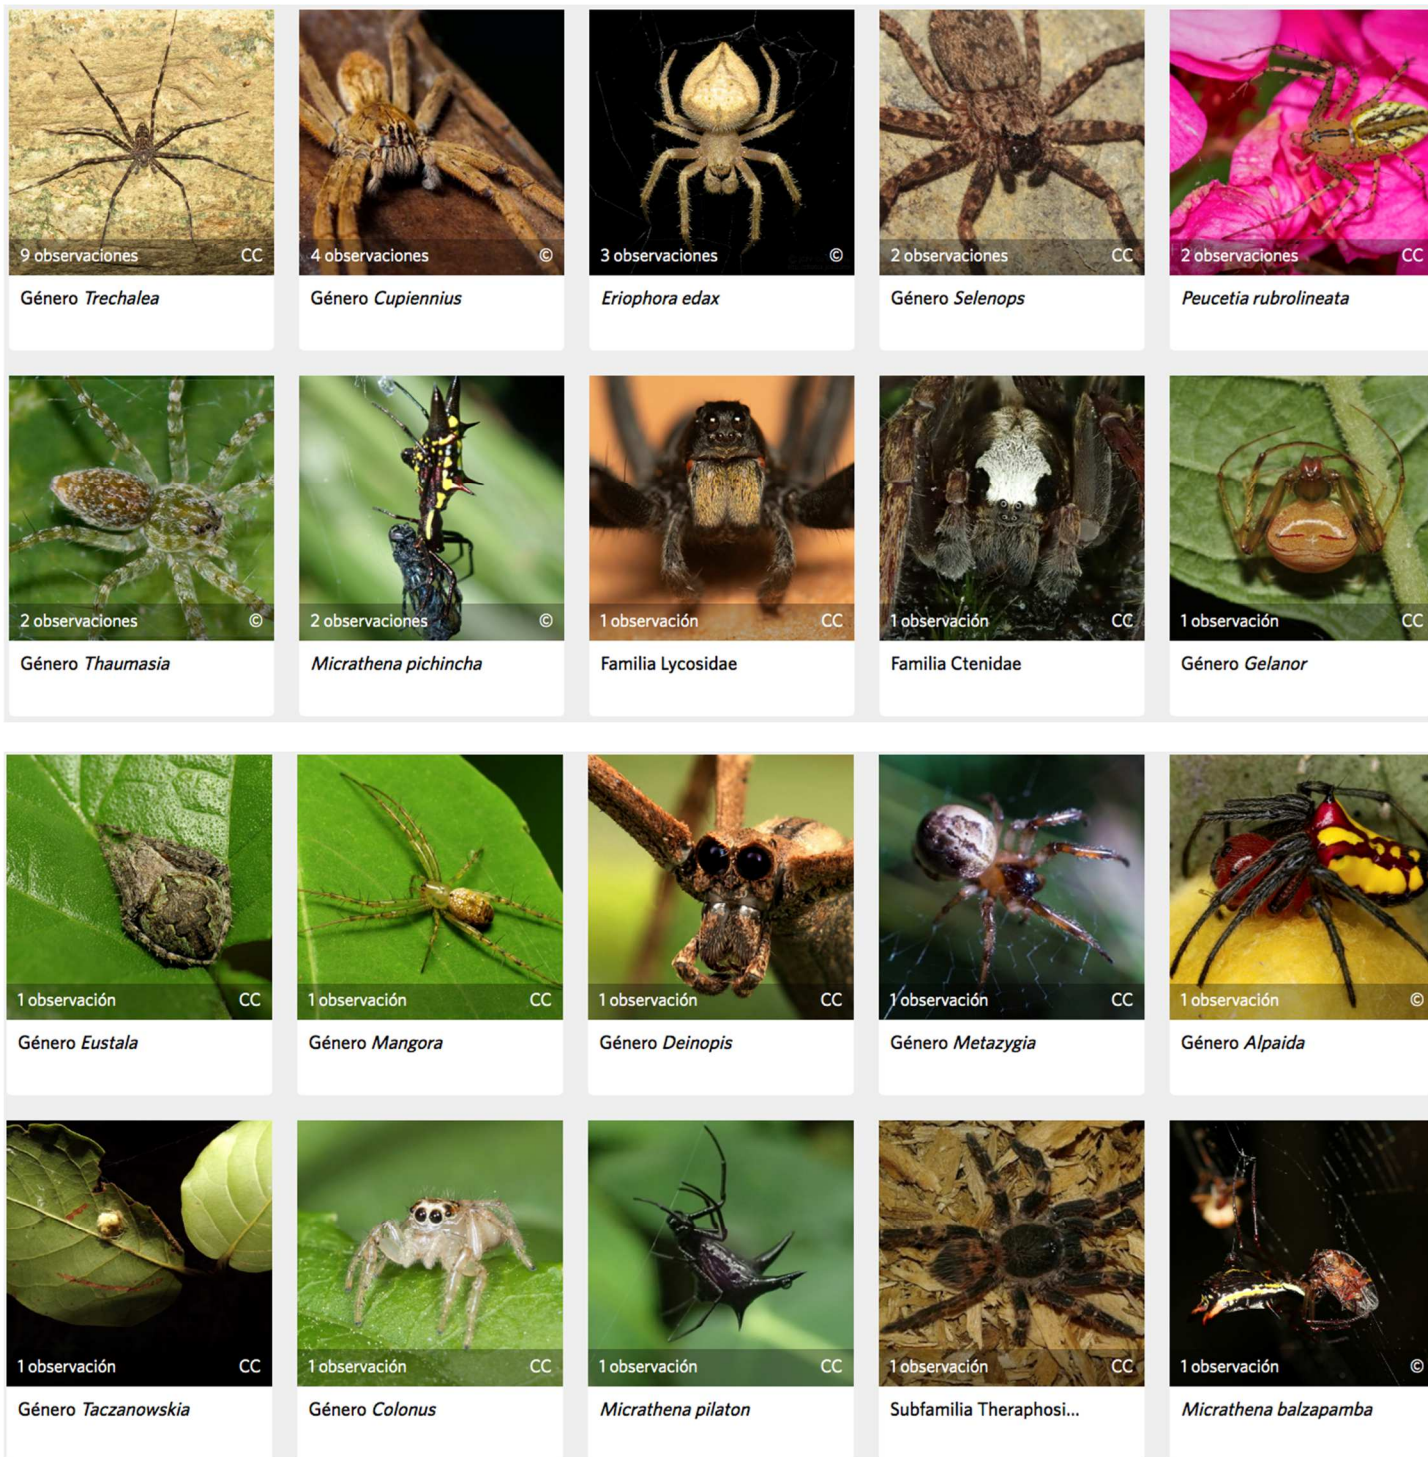 9 observaciones CC
Género Trechalea
4 observaciones ©
Género Cupiennius
3 observaciones ©
Eriophora edax
2 observaciones CC
Género Selenops
2 observaciones CC
Peucetia rubrolineata
2 observaciones ©
Género Thaumasia
2 observaciones ©
Micrathena pichincha
1 observación CC
Familia Lycosidae
1 observación CC
Familia Ctenidae
1 observación CC
Género Gelanor
1 observación CC
Género Eustala
1 observación CC
Género Mangora
1 observación CC
Género Deinopis
1 observación CC
Género Metazygia
1 observación ©
Género Alpaida
1 observación CC
Género Taczanowskia
1 observación CC
Género Colonus
1 observación CC
Micrathena pilaton
1 observación CC
Subfamilia Theraphosi...
1 observación ©
Micrathena balzapamba